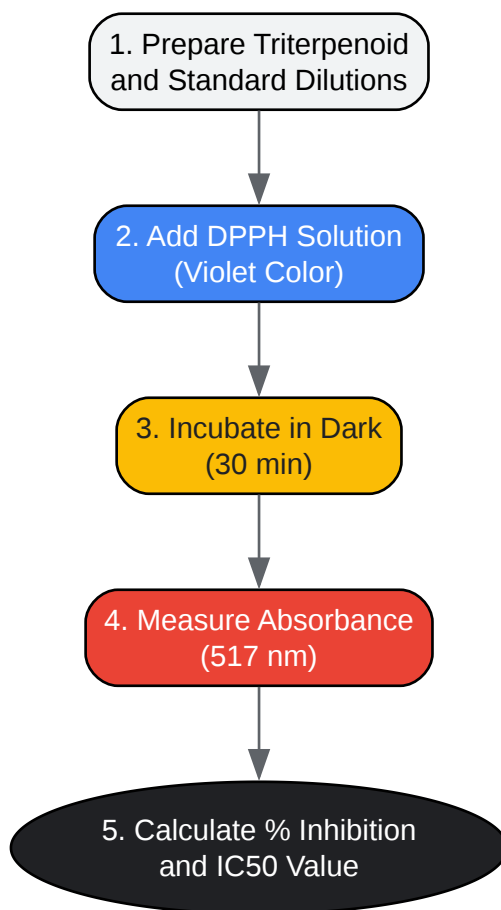 1. Prepare Triterpenoid
and Standard Dilutions
2. Add DPPH Solution
(Violet Color)
3. Incubate in Dark
(30 min)
4. Measure Absorbance
(517 nm)
5. Calculate % Inhibition
and IC50 Value